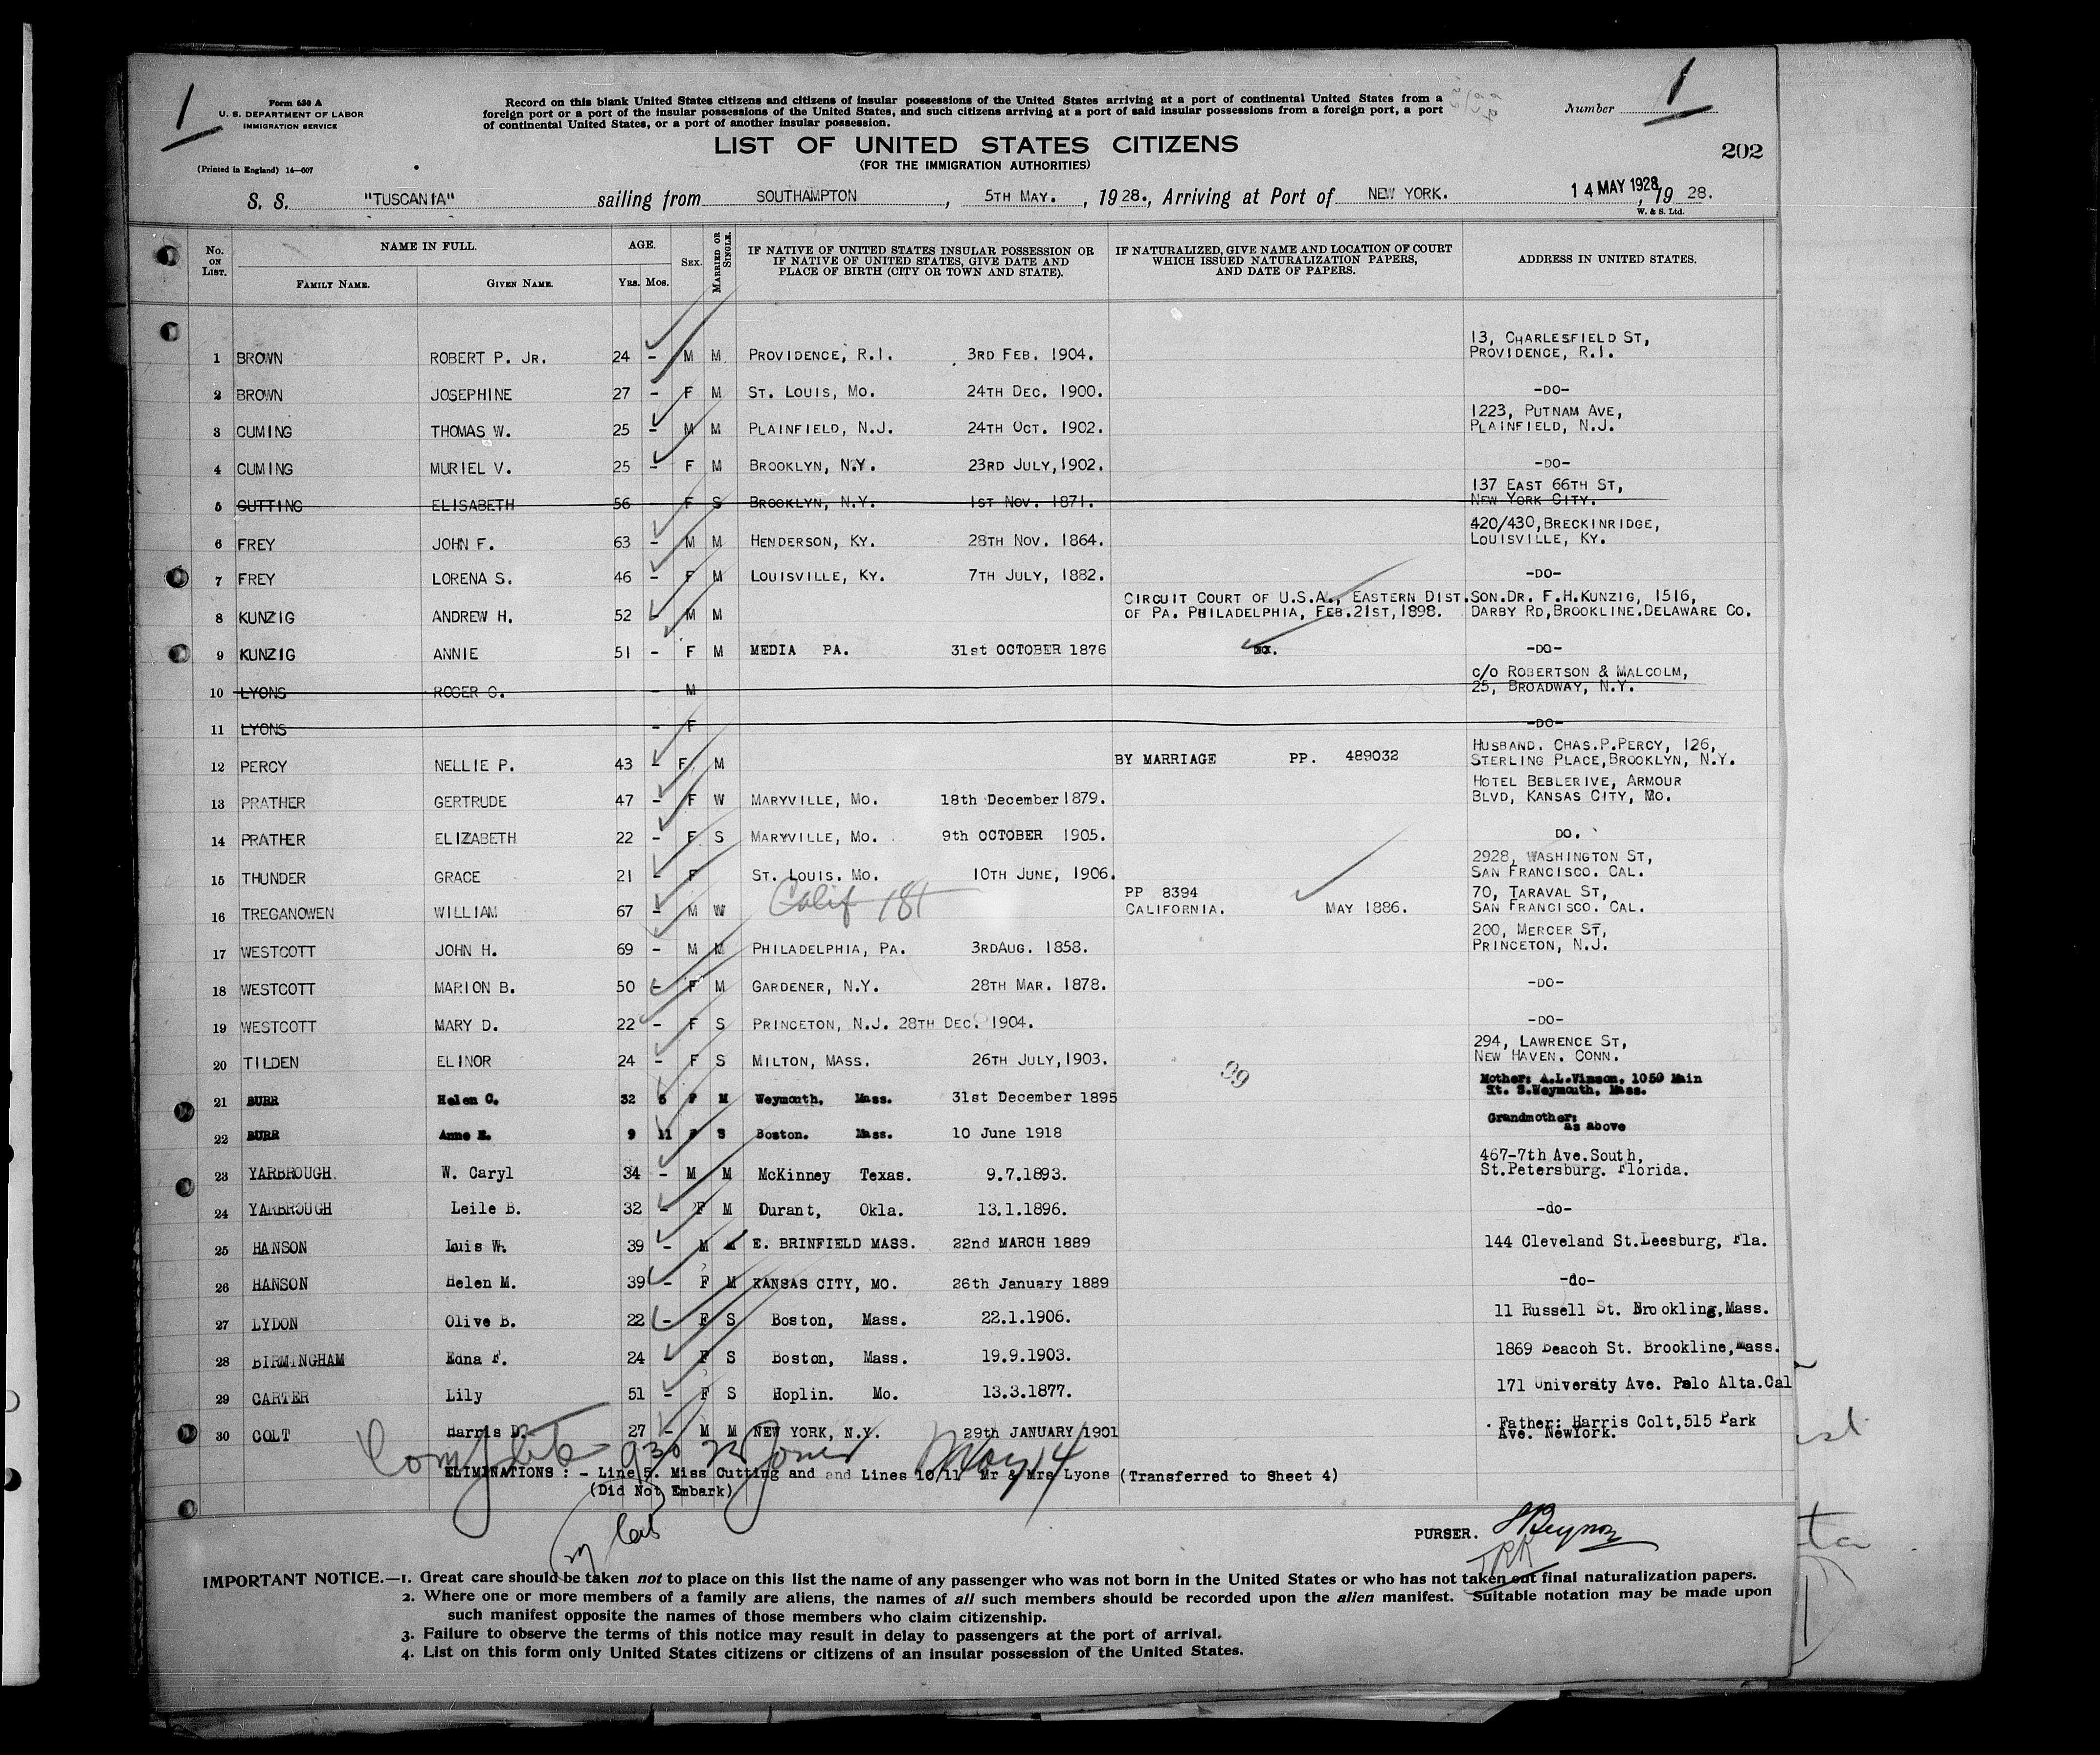 1
Form 630 A
U. S. DEPARTMENT OF LABOR
IMMIGRATION SERVICE
(Printed in England) 14—607
Record on this blank United States citizens and citizens of insular possessions of the United States arriving at a port of continental United States from a
foreign port or a port of the insular possessions of the United States, and such citizens arriving at a port of said insular possessions from a foreign port, a port
of continental United States, or a port of another insular possession.
Number 1
LIST OF UNITED STATES CITIZENS
(FOR THE IMMIGRATION AUTHORITIES)
202
S. S. "TUSCANIA" sailing from SOUTHAMPTON, 5TH MAY., 1928., Arriving at Port of NEW YORK. 14 MAY 1928, 1928.
W. & S. Ltd.
No. ON LIST. NAME IN FULL. AGE. SEX. MARRIED OR SINGLE. IF NATIVE OF UNITED STATES INSULAR POSSESSION OR IF NATIVE OF UNITED STATES, GIVE DATE AND PLACE OF BIRTH (CITY OR TOWN AND STATE). IF NATURALIZED, GIVE NAME AND LOCATION OF COURT WHICH ISSUED NATURALIZATION PAPERS, AND DATE OF PAPERS. ADDRESS IN UNITED STATES.
FAMILY NAME. GIVEN NAME. YRS. MOS.
13, CHARLESFIELD ST,
1 BROWN ROBERT P. JR. 24 - M M PROVIDENCE, R.I. 3RD FEB. 1904. PROVIDENCE, R.I.
2 BROWN JOSEPHINE 27 - F M ST. LOUIS, MO. 24TH DEC. 1900. -DO-
1223, PUTNAM AVE,
3 CUMING THOMAS W. 25 - M M PLAINFIELD, N.J. 24TH OCT. 1902. PLAINFIELD, N.J.
4 CUMING MURIEL V. 25 - F M BROOKLYN, N.Y. 23RD JULY, 1902. -DO-
137 EAST 66TH ST,
5 CUTTING ELISABETH 56 - F S BROOKLYN, N.Y. 1ST NOV. 1871. NEW YORK CITY.
420/430, BRECKINRIDGE,
6 FREY JOHN F. 63 - M M HENDERSON, KY. 28TH NOV. 1864. LOUISVILLE, KY.
7 FREY LORENA S. 46 - F M LOUISVILLE, KY. 7TH JULY, 1882. -DO-
CIRCUIT COURT OF U.S.A., EASTERN DIST. SON.DR. F.H.KUNZIG, 1516,
8 KUNZIG ANDREW H. 52 - M M OF PA. PHILADELPHIA, FEB.21ST, 1898. DARBY RD, BROOKLINE. DELAWARE CO.
9 KUNZIG ANNIE 51 - F M MEDIA PA. 31st OCTOBER 1876 -DO-
C/O ROBERTSON & MALCOLM,
10 LYONS ROGER C. - M 25, BROADWAY, N.Y.
11 LYONS - F -DO-
HUSBAND. CHAS.P.PERCY, 126,
12 PERCY NELLIE P. 43 - F M BY MARRIAGE PP. 489032 STERLING PLACE, BROOKLYN, N.Y.
HOTEL BEBLERIVE, ARMOUR
13 PRATHER GERTRUDE 47 - F W MARYVILLE, MO. 18th December 1879. BLVD, KANSAS CITY, MO.
14 PRATHER ELIZABETH 22 - F S MARYVILLE, MO. 9th OCTOBER 1905. DO.
2928, WASHINGTON ST,
15 THUNDER GRACE 21 - F ST. LOUIS. MO. 10TH JUNE, 1906. SAN FRANCISCO. CAL.
Calif PP 8394 70, TARAVAL ST,
16 TREGANOWEN WILLIAM 67 - M W CALIFORNIA. MAY 1886. SAN FRANCISCO. CAL.
200, MERCER ST,
17 WESTCOTT JOHN H. 69 - M M PHILADELPHIA, PA. 3RDAUG. 1858. PRINCETON, N.J.
18 WESTCOTT MARION B. 50 - F M GARDENER, N.Y. 28TH MAR. 1878. -DO-
19 WESTCOTT MARY D. 22 - F S PRINCETON, N.J. 28TH DEC. 1904. -DO-
294, LAWRENCE ST,
20 TILDEN ELINOR 24 - F S MILTON, MASS. 26TH JULY, 1903. NEW HAVEN. CONN.
39
Mother: A.L.Vinson, 1050 Main
21 BURR Helen C. 32 5 F M Weymouth, Mass. 31st December 1895 St. S.Weymouth, Mass.
Grandmother:
22 BURR Anne E. 9 11 F S Boston. Mass. 10 June 1918 as above
467-7th Ave.South,
23 YARBROUGH W. Caryl 34 - M M McKinney Texas. 9.7.1893. St.Petersburg. Florida.
24 YARBROUGH Leile B. 32 - F M Durant, Okla. 13.1.1896. -do-
25 HANSON Luis W. 39 - M M E. BRINFIELD MASS. 22nd MARCH 1889 144 Cleveland St.Leesburg, Fla.
26 HANSON Helen M. 39 - F M KANSAS CITY, MO. 26th January 1889 -do-
27 LYDON Olive B. 22 - F S Boston, Mass. 22.1.1906. 11 Russell St. Brookling, Mass.
28 BIRMINGHAM Edna F. 24 - F S Boston, Mass. 19.9.1903. 1869 Beacoh St. Brookline, Mass.
29 CARTER Lily 51 - F S Hoplin. Mo. 13.3.1877. 171 University Ave. Palo Alta.Cal
Father: Harris Colt, 515 Park
30 COLT Harris D. 27 - M M NEW YORK, N.Y. 29th JANUARY 1901 Ave. NewYork.
Complete 930 Jones May 14
ELIMINATIONS : - Line 5. Miss Cutting and and Lines 10/11 Mr & Mrs Lyons (Transferred to Sheet 4)
(Did Not Embark)
PURSER.
IMPORTANT NOTICE.—1. Great care should be taken not to place on this list the name of any passenger who was not born in the United States or who has not taken out final naturalization papers.
2. Where one or more members of a family are aliens, the names of all such members should be recorded upon the alien manifest. Suitable notation may be made upon
such manifest opposite the names of those members who claim citizenship.
3. Failure to observe the terms of this notice may result in delay to passengers at the port of arrival.
4. List on this form only United States citizens or citizens of an insular possession of the United States.